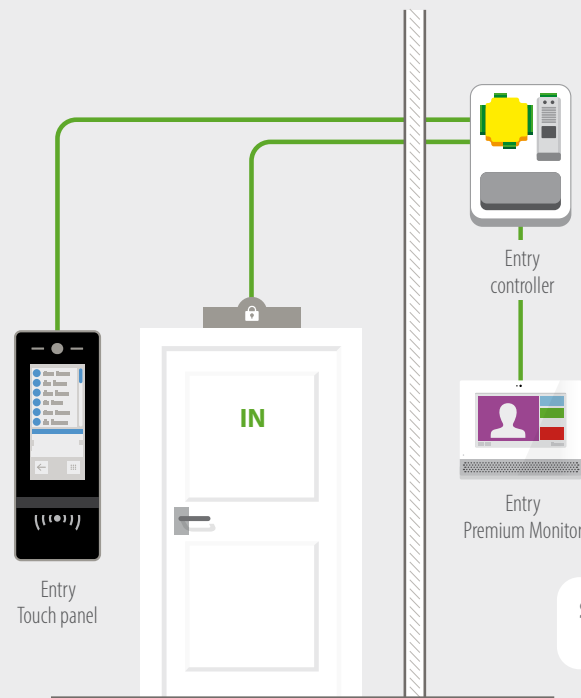 Entry
controller
IN
Entry
Premium Monitor
Entry
Touch panel